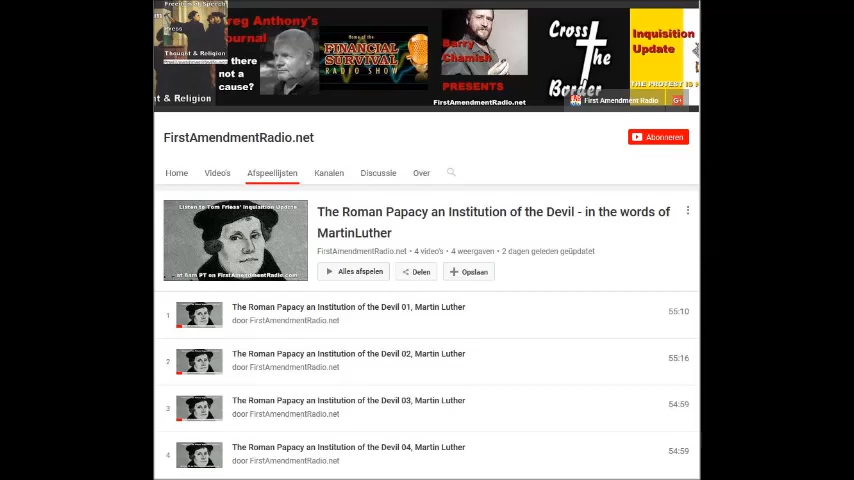 Freedom of Speech
Press
Thought & Religion
t & Religion
reg Anthony's
ournal
there
not a
cause?
Home of the
FINANCIAL
SURVIVAL
RADIO SHOW
Barry
Chamish
PRESENTS
FirstAmendmentRadio.net
Cross
The
Border
Inquisition
Update
THE PROTEST is N
First Amendment Radio
G+
FirstAmendmentRadio.net
Abonneren
Home Video's Afspeellijsten Kanalen Discussie Over
Listen to Tom Friess' Inquisition Update
at 8am PT on FirstAmendmentRadio.com
The Roman Papacy an Institution of the Devil - in the words of
MartinLuther
FirstAmendmentRadio.net • 4 video's • 4 weergaven • 2 dagen geleden geüpdatet
Alles afspelen Delen Opslaan
1 The Roman Papacy an Institution of the Devil 01, Martin Luther 55:10
door FirstAmendmentRadio.net
2 The Roman Papacy an Institution of the Devil 02, Martin Luther 55:16
door FirstAmendmentRadio.net
3 The Roman Papacy an Institution of the Devil 03, Martin Luther 54:59
door FirstAmendmentRadio.net
4 The Roman Papacy an Institution of the Devil 04, Martin Luther 54:59
door FirstAmendmentRadio.net